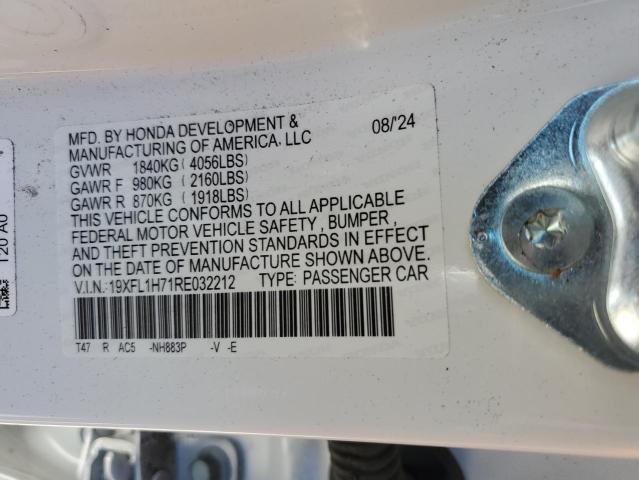 MFD. BY HONDA DEVELOPMENT &
MANUFACTURING OF AMERICA, LLC 08/'24
GVWR 1840KG(4056LBS)
GAWR F 980KG (2160LBS)
GAWR R 870KG (1918LBS)
THIS VEHICLE CONFORMS TO ALL APPLICABLE
FEDERAL MOTOR VEHICLE SAFETY, BUMPER,
AND THEFT PREVENTION STANDARDS IN EFFECT
ON THE DATE OF MANUFACTURE SHOWN ABOVE.
V.I.N.:19XFL1H71RE032212 TYPE: PASSENGER CAR
T47 R AC5 -NH883P -V -E
T20 A0